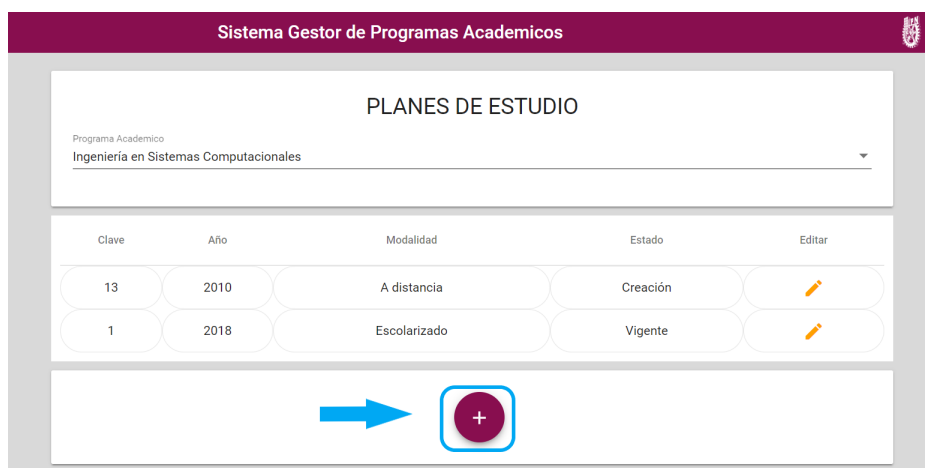 Sistema Gestor de Programas Academicos
PLANES DE ESTUDIO
Programa Academico
Ingeniería en Sistemas Computacionales
Clave Año Modalidad Estado Editar
13 2010 A distancia Creación
1 2018 Escolarizado Vigente
+